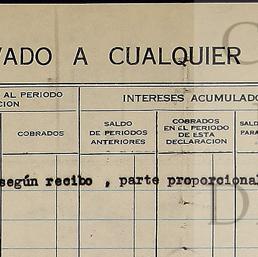 VADO A CUALQUIER
AL PERIODO
CION
INTERESES ACUMULADO
COBRADOS
SALDO
DE PERIODOS
ANTERIORES
COBRADOS
EN EL PERIODO
DE ESTA
DECLARACION
SALD
PARA
según recibo , parte proporcional